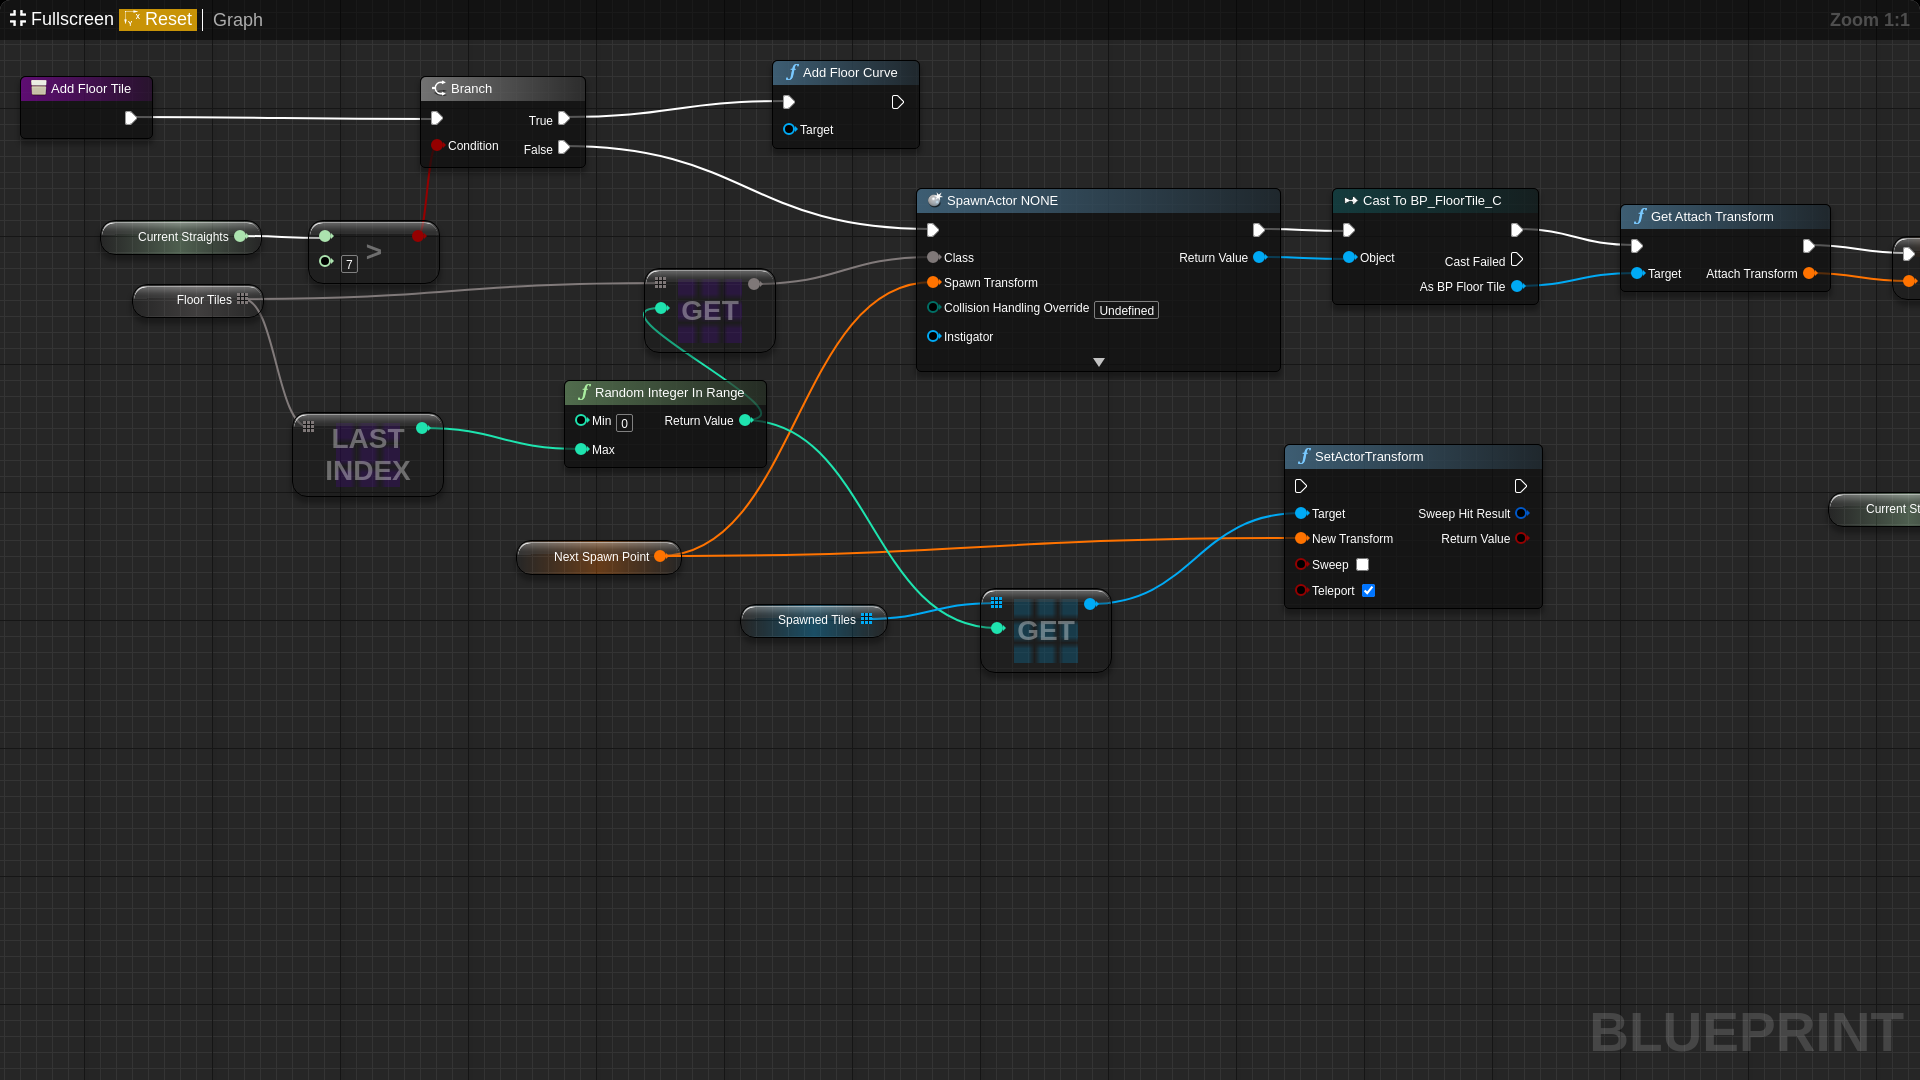 Fullscreen Reset Graph
Zoom 1:1
Add Floor Tile
Branch
True
Condition
False
Add Floor Curve
Target
Current Straights
7
>
Floor Tiles
GET
SpawnActor NONE
Class
Return Value
Spawn Transform
Collision Handling Override Undefined
Instigator
Cast To BP_FloorTile_C
Object
Cast Failed
As BP Floor Tile
Get Attach Transform
Target
Attach Transform
LAST
INDEX
Random Integer In Range
Min 0
Return Value
Max
Next Spawn Point
Spawned Tiles
GET
SetActorTransform
Target
Sweep Hit Result
New Transform
Return Value
Sweep
Teleport
Current St
BLUEPRINT